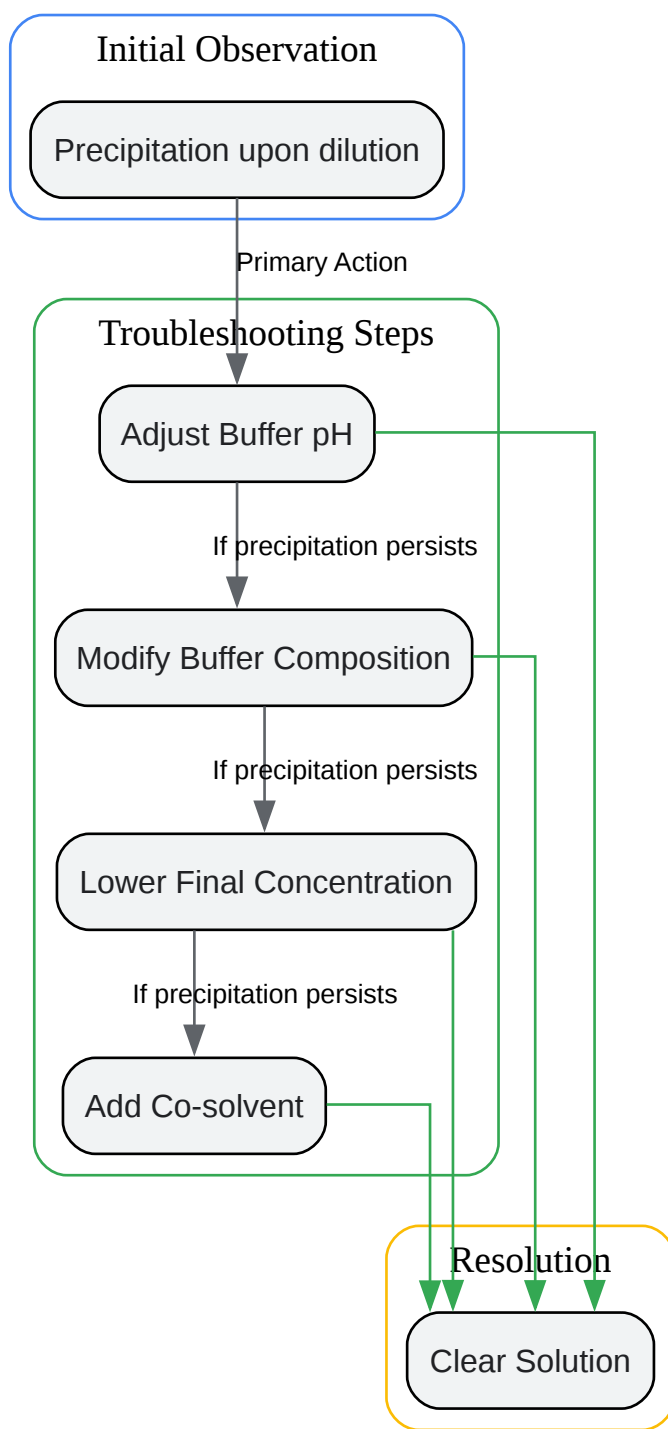 Initial Observation
Precipitation upon dilution
Primary Action
Troubleshooting Steps
Adjust Buffer pH
If precipitation persists
Modify Buffer Composition
If precipitation persists
Lower Final Concentration
If precipitation persists
Add Co-solvent
Resolution
Clear Solution